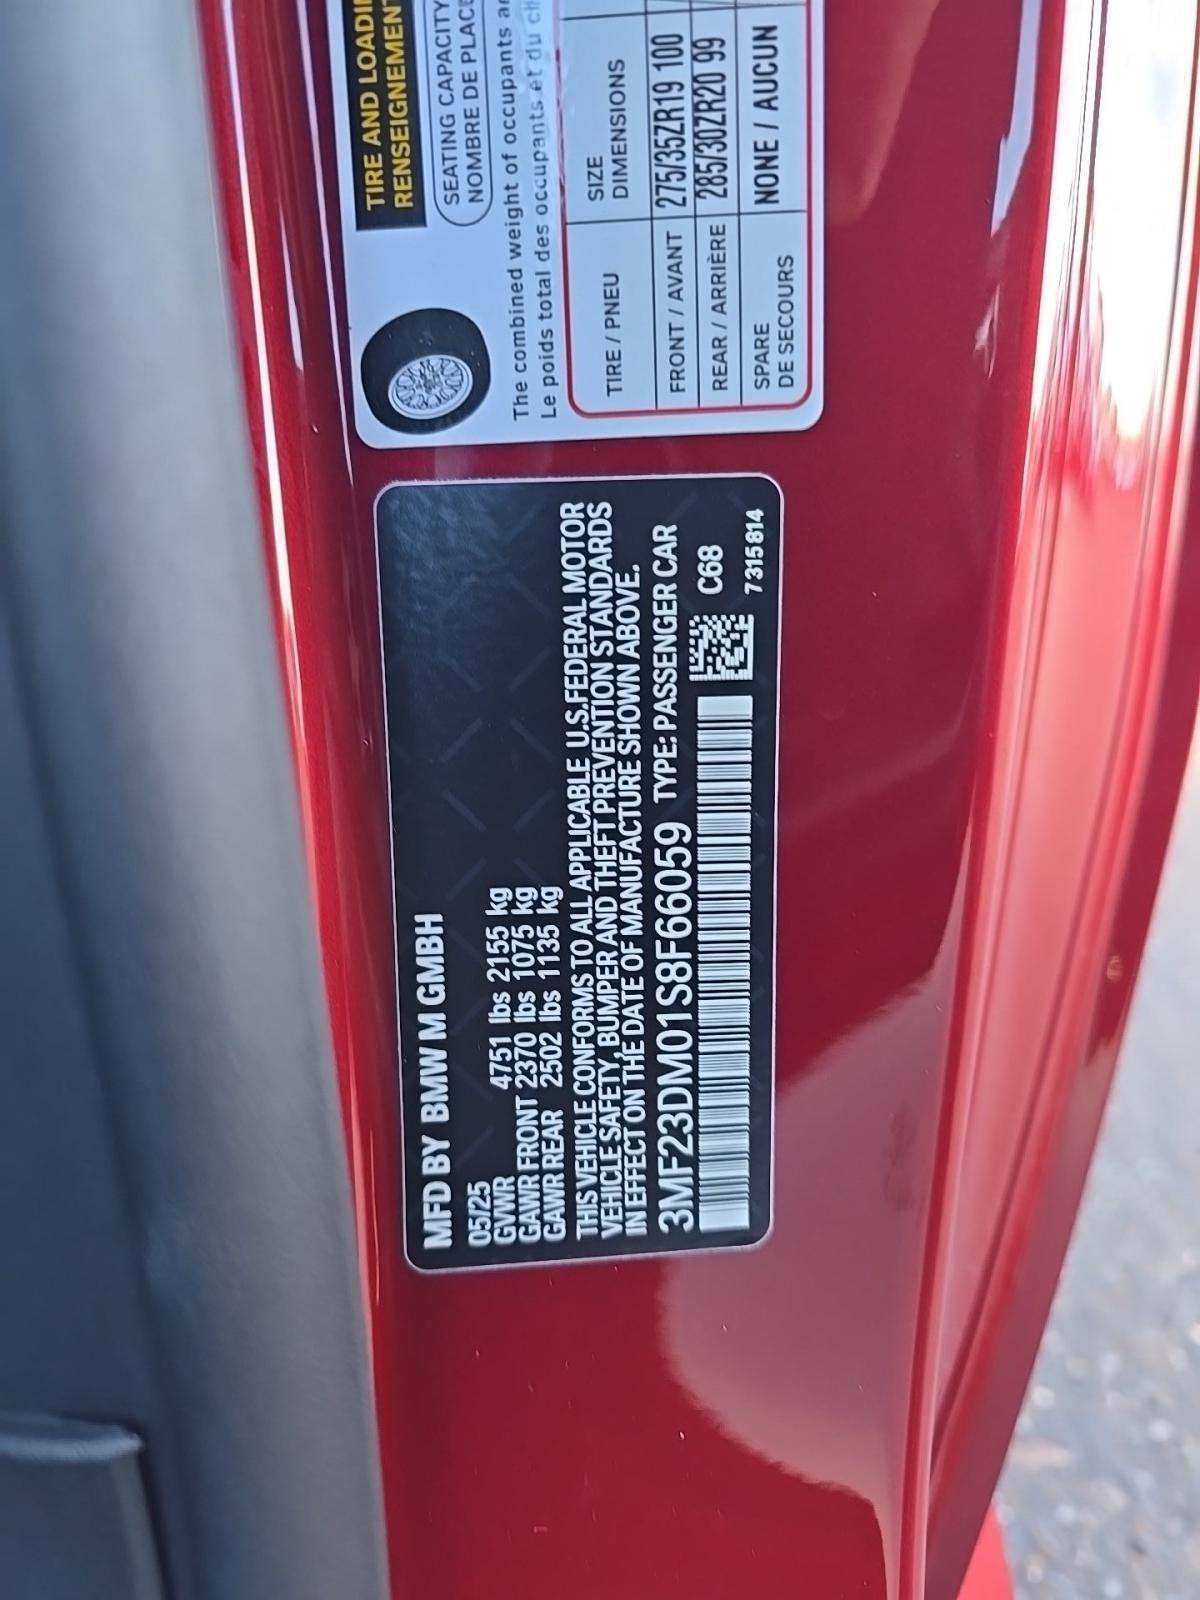 MFD BY BMW M GMBH
05/25
GVWR 4751 lbs 2155 kg
GAWR FRONT 2370 lbs 1075 kg
GAWR REAR 2502 lbs 1135 kg
THIS VEHICLE CONFORMS TO ALL APPLICABLE U.S.FEDERAL MOTOR
VEHICLE SAFETY, BUMPER AND THEFT PREVENTION STANDARDS
IN EFFECT ON THE DATE OF MANUFACTURE SHOWN ABOVE.
3MF23DM01S8F66059 TYPE: PASSENGER CAR
C68
7315814
TIRE AND LOADIN
RENSEIGNEMENT
SEATING CAPACITY
NOMBRE DE PLACE
The combined weight of occupants a
Le poids total des occupants et du ch
TIRE / PNEU SIZE
DIMENSIONS
FRONT / AVANT 275/35ZR19 100
REAR / ARRIÈRE 285/30ZR20 99
SPARE
DE SECOURS NONE / AUCUN